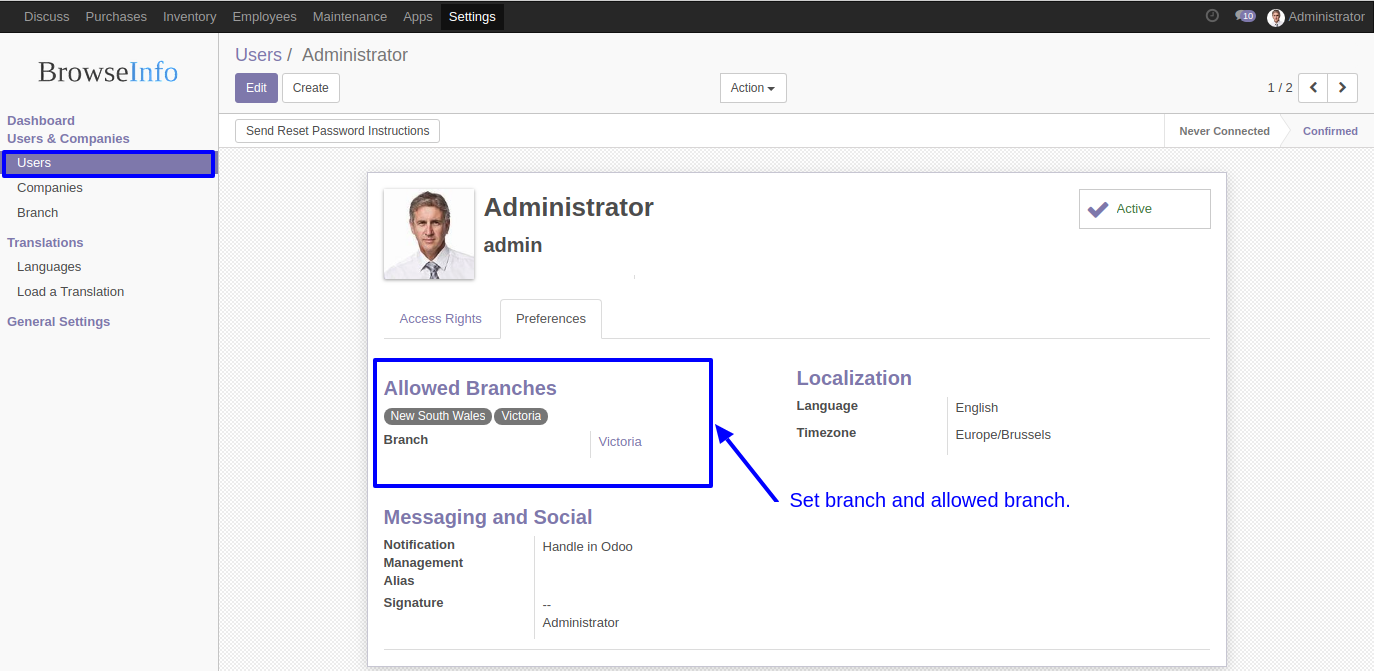 Discuss Purchases Inventory Employees Maintenance Apps Settings 10 Administrator
BrowseInfo
Dashboard
Users & Companies
Users
Companies
Branch
Translations
Languages
Load a Translation
General Settings
Users / Administrator
Edit Create Action 1 / 2
Send Reset Password Instructions Never Connected Confirmed
Administrator
admin
Active
Access Rights Preferences
Allowed Branches
New South Wales Victoria
Branch Victoria
Localization
Language English
Timezone Europe/Brussels
Set branch and allowed branch.
Messaging and Social
Notification Handle in Odoo
Management
Alias
Signature --
Administrator